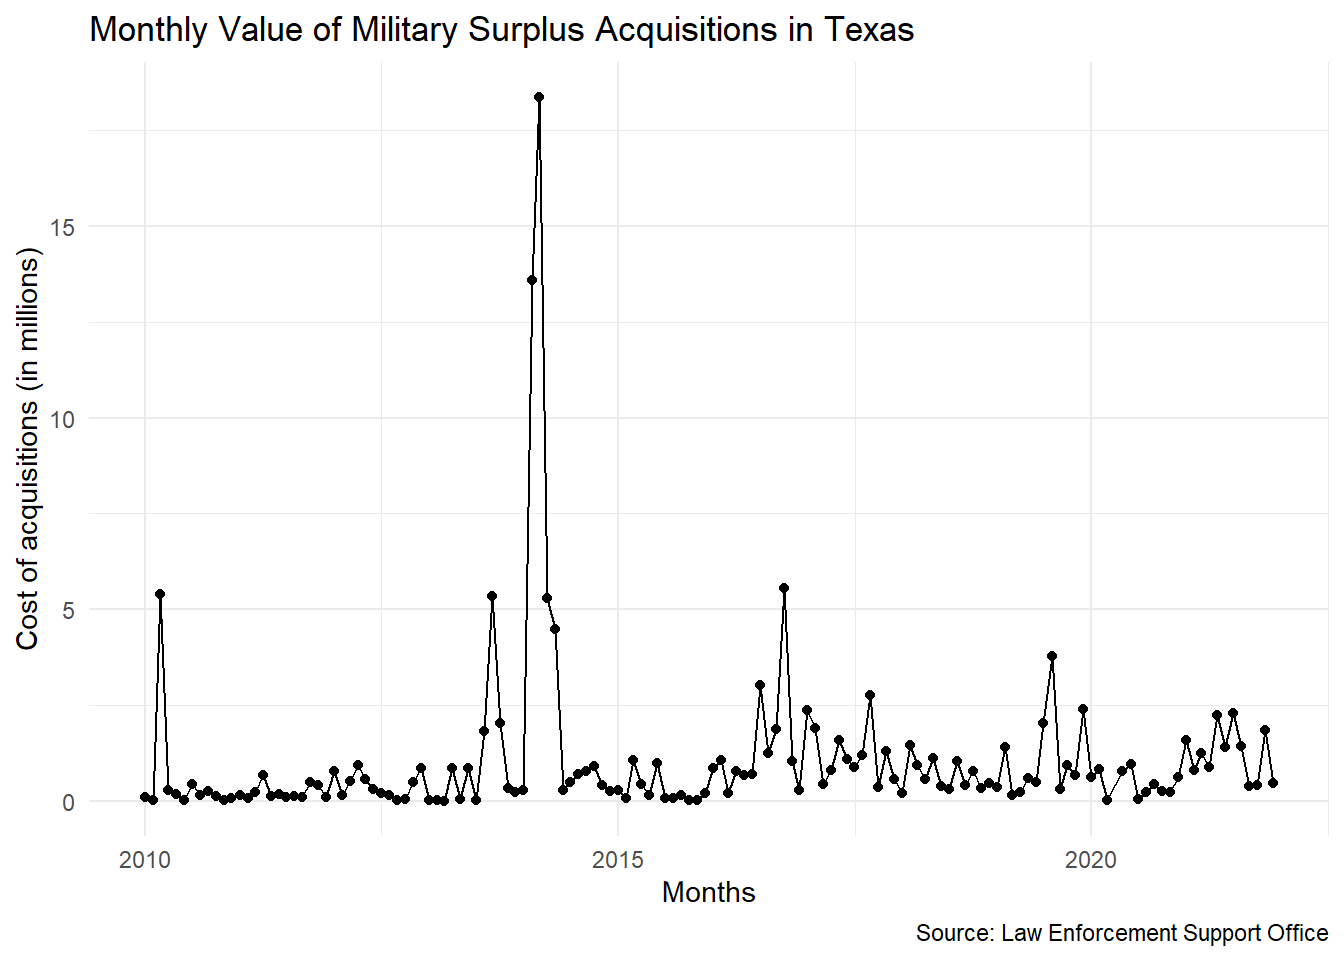 Monthly Value of Military Surplus Acquisitions in Texas
Cost of acquisitions (in millions)
15
10
5
0
2010
2015
2020
Months
Source: Law Enforcement Support Office